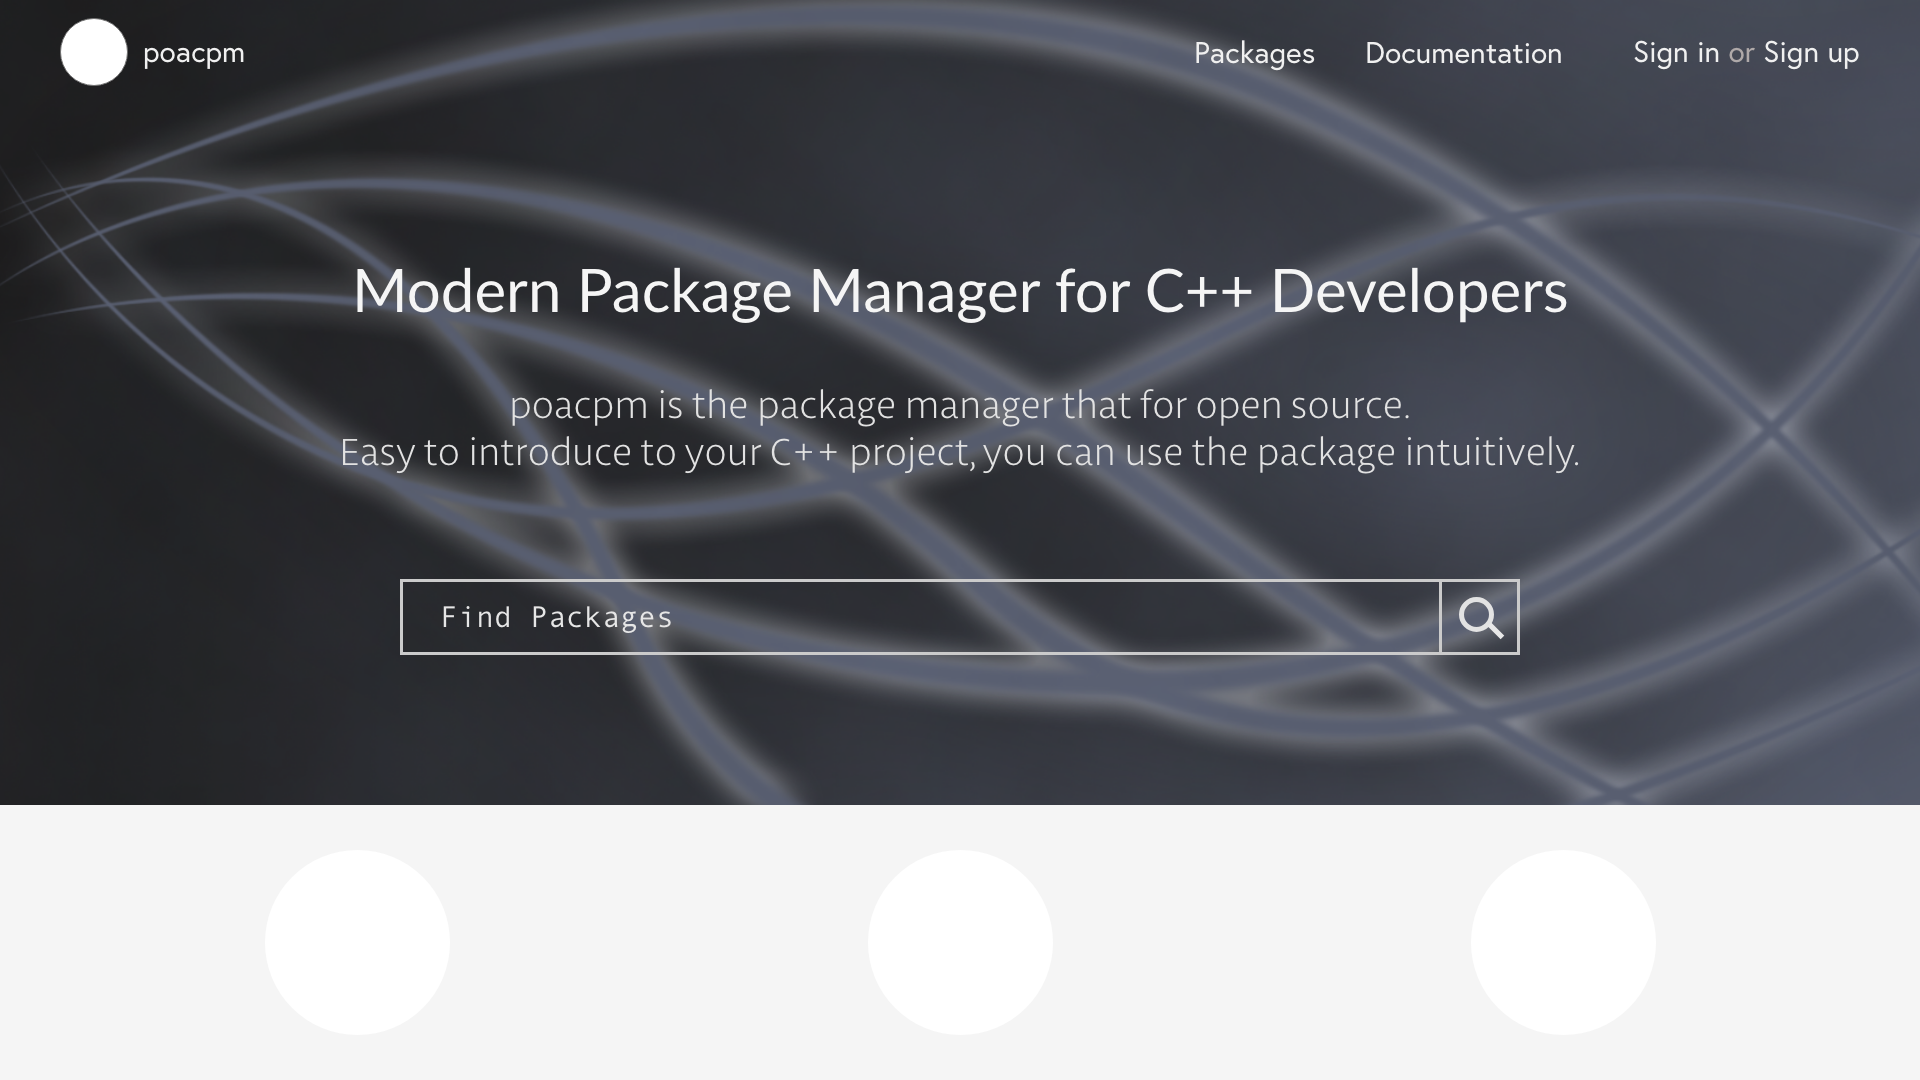 poacpm
Packages Documentation Sign in or Sign up
Modern Package Manager for C++ Developers
poacpm is the package manager that for open source.
Easy to introduce to your C++ project, you can use the package intuitively.
Find Packages